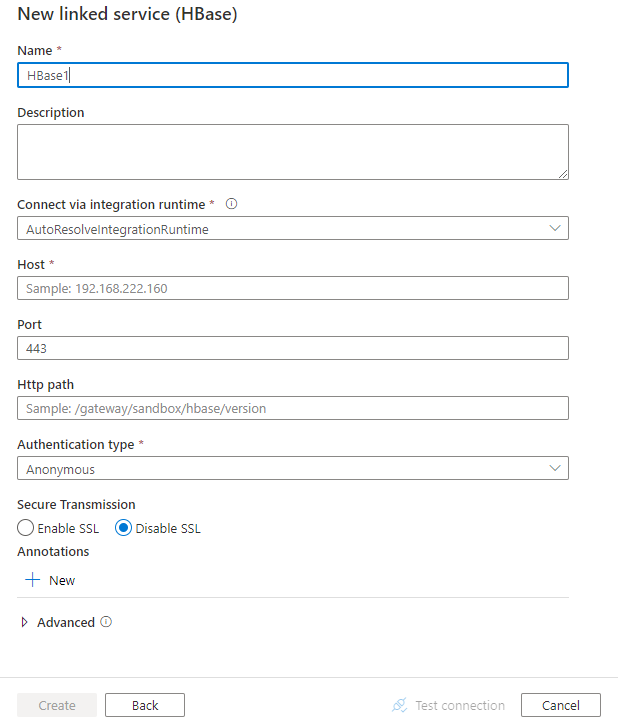 New linked service (HBase)
Name *
HBase1
Description
Connect via integration runtime *
AutoResolveIntegrationRuntime
Host *
Sample: 192.168.222.160
Port
443
Http path
Sample: /gateway/sandbox/hbase/version
Authentication type *
Anonymous
Secure Transmission
Enable SSL Disable SSL
Annotations
New
Advanced
Create Back Test connection Cancel